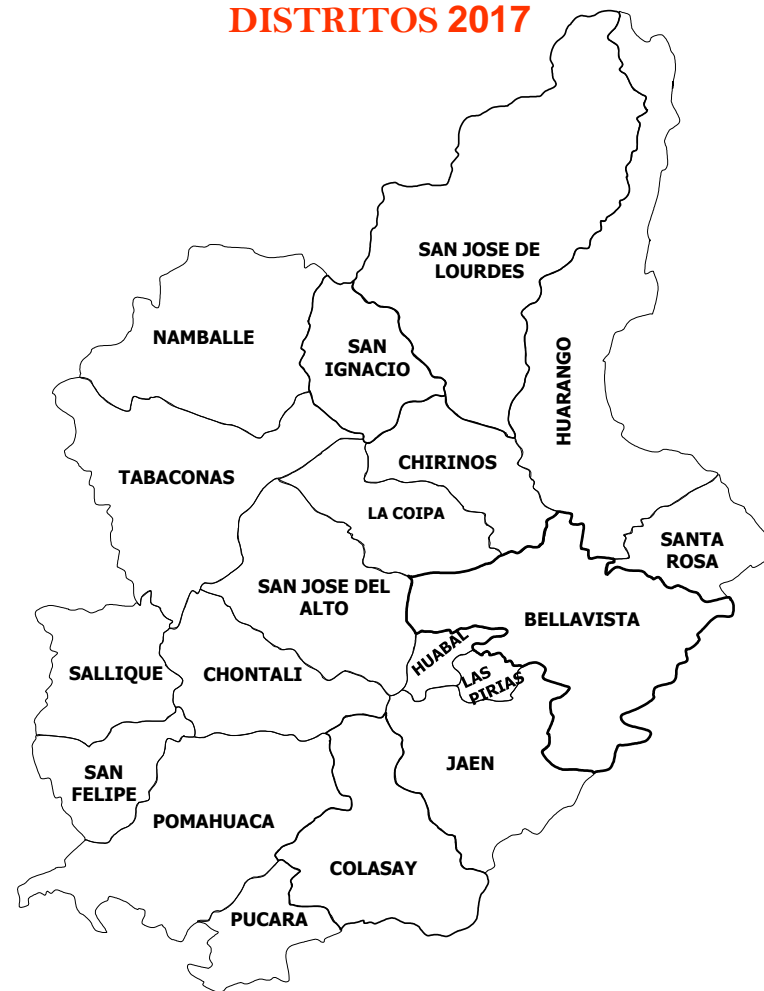 DISTRITOS 2017
SAN JOSE DE
LOURDES
NAMBALLE
SAN
IGNACIO
HUARANGO
CHIRINOS
TABACONAS
LA COIPA
SANTA
ROSA
SAN JOSE DEL
ALTO
BELLAVISTA
HUABAL
SALLIQUE
CHONTALI
LAS
PIRIAS
JAEN
SAN
FELIPE
POMAHUACA
COLASAY
PUCARA